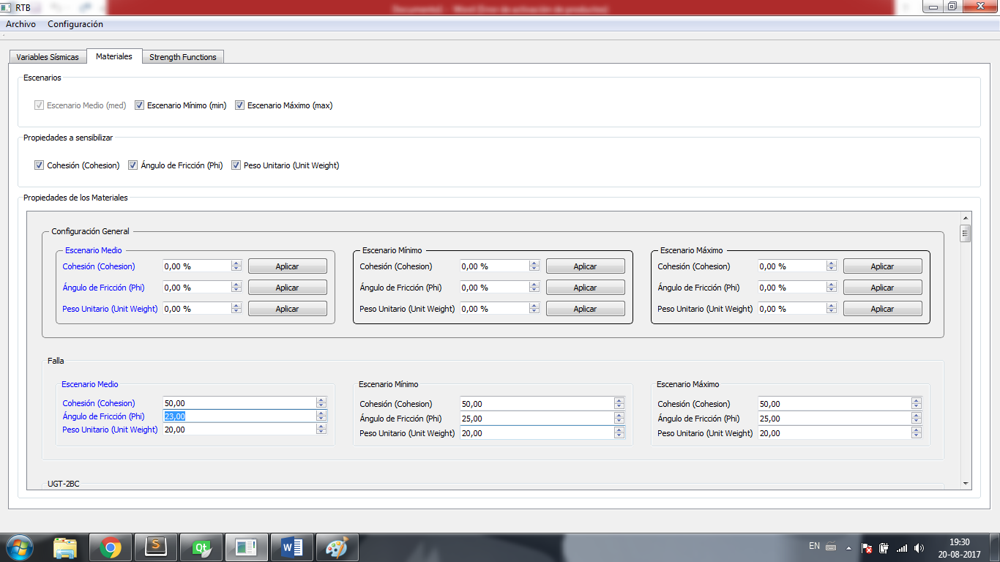 RTB
Documento1 - Word (Error de activación de productos)
Archivo Configuración
Variables Sísmicas Materiales Strength Functions
Escenarios
Escenario Medio (med) Escenario Mínimo (min) Escenario Máximo (max)
Propiedades a sensibilizar
Cohesión (Cohesion) Ángulo de Fricción (Phi) Peso Unitario (Unit Weight)
Propiedades de los Materiales
Configuración General
Escenario Medio Escenario Mínimo Escenario Máximo
Cohesión (Cohesion) 0,00 % Aplicar Cohesión (Cohesion) 0,00 % Aplicar Cohesión (Cohesion) 0,00 % Aplicar
Ángulo de Fricción (Phi) 0,00 % Aplicar Ángulo de Fricción (Phi) 0,00 % Aplicar Ángulo de Fricción (Phi) 0,00 % Aplicar
Peso Unitario (Unit Weight) 0,00 % Aplicar Peso Unitario (Unit Weight) 0,00 % Aplicar Peso Unitario (Unit Weight) 0,00 % Aplicar
Falla
Escenario Medio Escenario Mínimo Escenario Máximo
Cohesión (Cohesion) 50,00 Cohesión (Cohesion) 50,00 Cohesión (Cohesion) 50,00
Ángulo de Fricción (Phi) 23,00 Ángulo de Fricción (Phi) 25,00 Ángulo de Fricción (Phi) 25,00
Peso Unitario (Unit Weight) 20,00 Peso Unitario (Unit Weight) 20,00 Peso Unitario (Unit Weight) 20,00
UGT-2BC
EN 19:30
20-08-2017